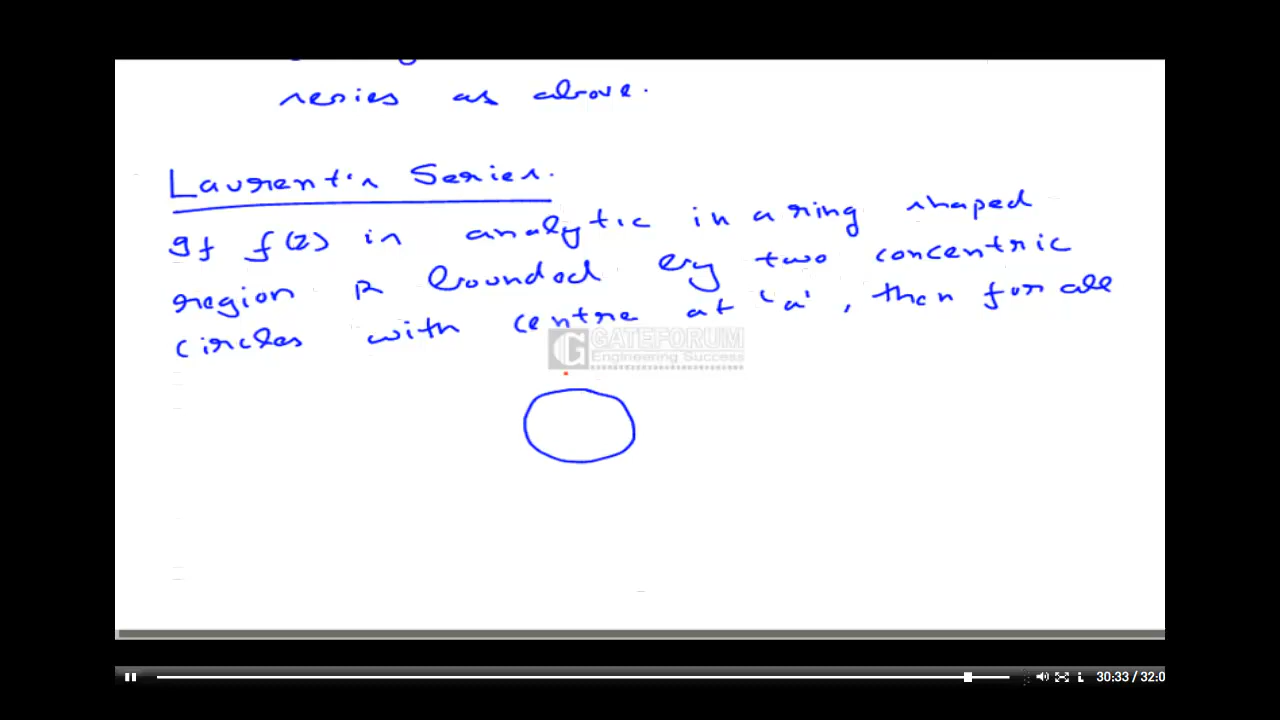 series as above.
Laurent's Series.
If f(z) is analytic in a ring shaped
region R bounded by two concentric
circles with centre at 'a', then for all
GATEFORUM
Engineering Success
30:33 / 32:0